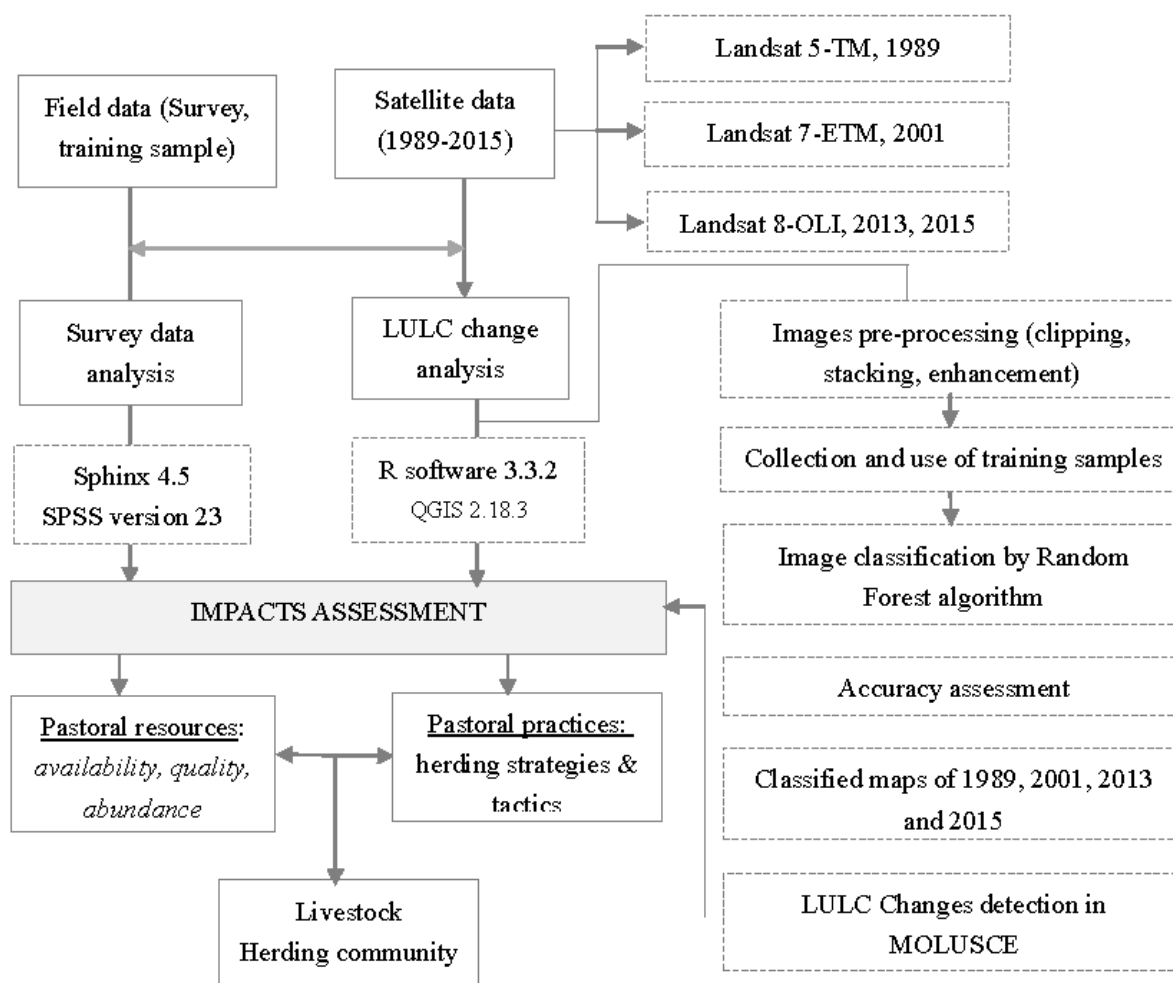 Field data (Survey,
training sample)
Satellite data
(1989-2015)
Landsat 5-TM, 1989
Landsat 7-ETM, 2001
Landsat 8-OLI, 2013, 2015
Survey data
analysis
LULC change
analysis
Images pre-processing (clipping,
stacking, enhancement)
Sphinx 4.5
SPSS version 23
R software 3.3.2
QGIS 2.18.3
Collection and use of training samples
Image classification by Random
Forest algorithm
IMPACTS ASSESSMENT
Accuracy assessment
Pastoral resources:
availability, quality,
abundance
Pastoral practices:
herding strategies &
tactics
Classified maps of 1989, 2001, 2013
and 2015
Livestock
Herding community
LULC Changes detection in
MOLUSCE